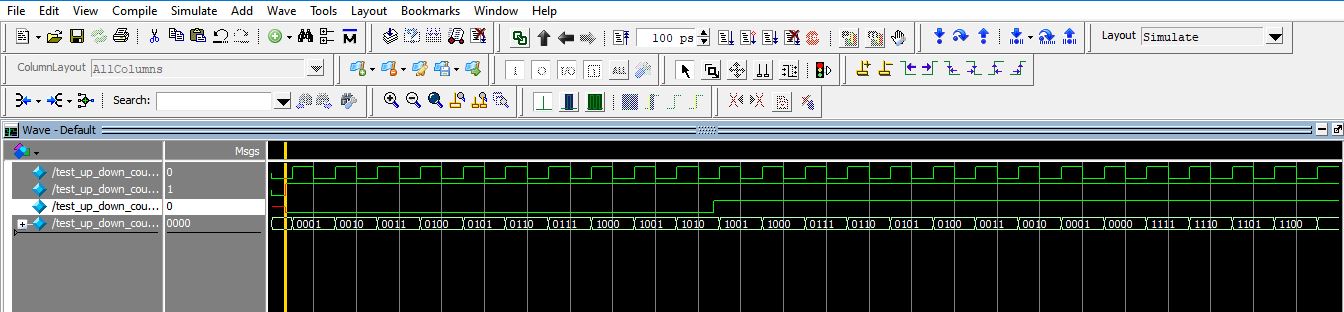 File Edit View Compile Simulate Add Wave Tools Layout Bookmarks Window Help
100 ps Layout Simulate
ColumnLayout AllColumns
Search:
Wave - Default
Msgs
/test_up_down_cou... 0
/test_up_down_cou... 1
/test_up_down_cou... 0
/test_up_down_cou... 0000 0001 0010 0011 0100 0101 0110 0111 1000 1001 1010 1001 1000 0111 0110 0101 0100 0011 0010 0001 0000 1111 1110 1101 1100